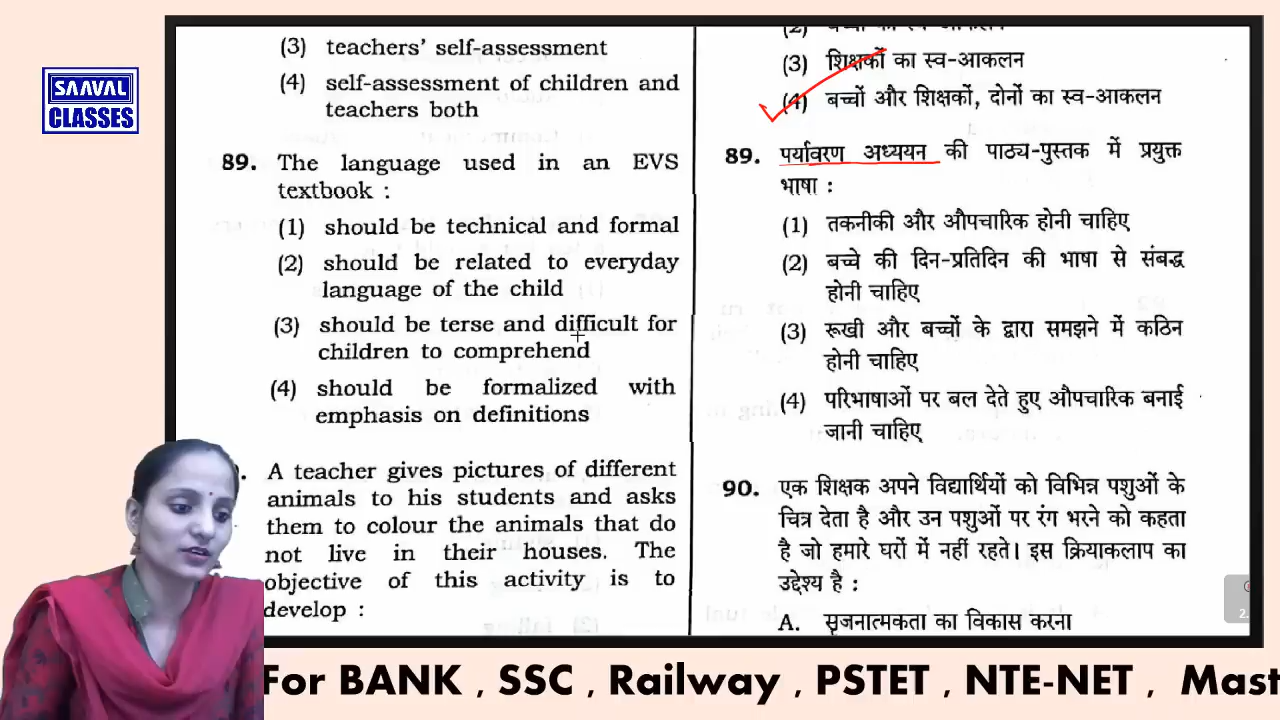 SAAVAL
CLASSES
(3) teachers' self-assessment
(4) self-assessment of children and
teachers both
89. The language used in an EVS
textbook :
(1) should be technical and formal
(2) should be related to everyday
language of the child
(3) should be terse and difficult for
children to comprehend
(4) should be formalized with
emphasis on definitions
A teacher gives pictures of different
animals to his students and asks
them to colour the animals that do
not live in their houses. The
objective of this activity is to
develop :
(3) शिक्षकों का स्व-आकलन
(4) बच्चों और शिक्षकों, दोनों का स्व-आकलन
89. पर्यावरण अध्ययन की पाठ्य-पुस्तक में प्रयुक्त
भाषा :
(1) तकनीकी और औपचारिक होनी चाहिए
(2) बच्चे की दिन-प्रतिदिन की भाषा से संबद्ध
होनी चाहिए
(3) रूखी और बच्चों के द्वारा समझने में कठिन
होनी चाहिए
(4) परिभाषाओं पर बल देते हुए औपचारिक बनाई
जानी चाहिए
90. एक शिक्षक अपने विद्यार्थियों को विभिन्न पशुओं के
चित्र देता है और उन पशुओं पर रंग भरने को कहता
है जो हमारे घरों में नहीं रहते। इस क्रियाकलाप का
उद्देश्य है :
A. सृजनात्मकता का विकास करना
For BANK , SSC , Railway , PSTET , NTE-NET , Mast